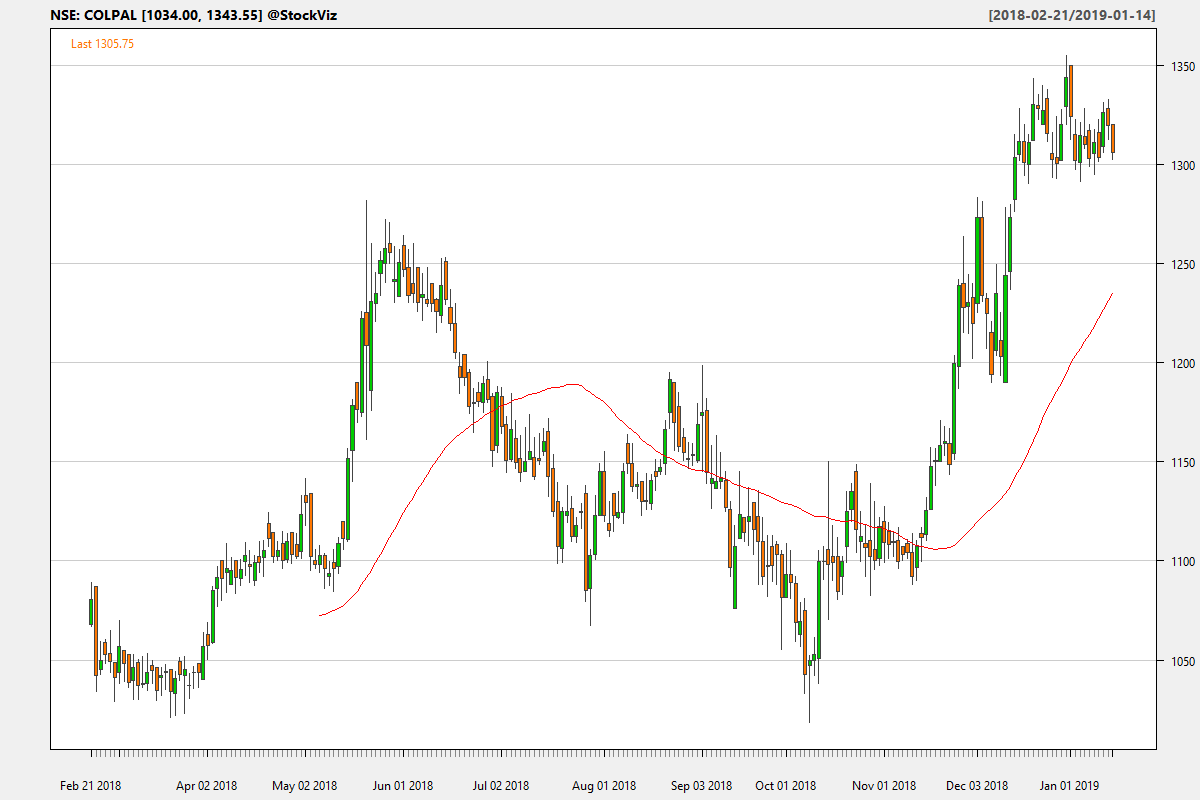 NSE: COLPAL [1034.00, 1343.55] @StockViz [2018-02-21/2019-01-14]
Last 1305.75
1350
1300
1250
1200
1150
1100
1050
Feb 21 2018 Apr 02 2018 May 02 2018 Jun 01 2018 Jul 02 2018 Aug 01 2018 Sep 03 2018 Oct 01 2018 Nov 01 2018 Dec 03 2018 Jan 01 2019